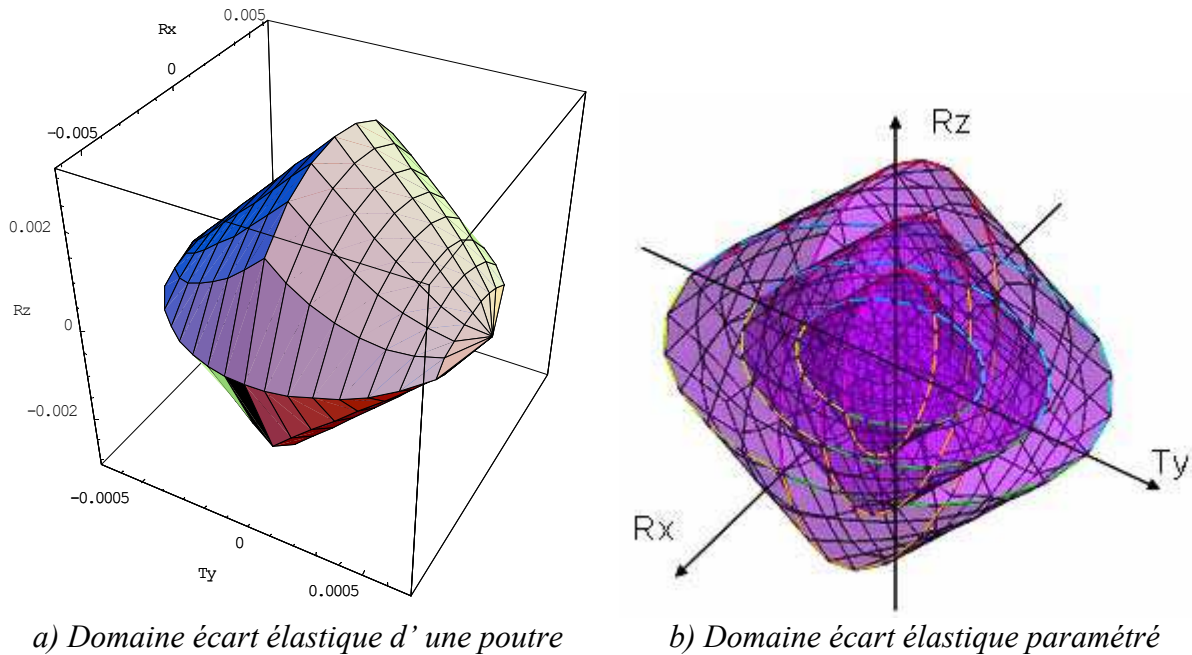 Rx
0.005
0
-0.005
0.002
Rz
0
-0.002
-0.0005
0
Ty
0.0005
Rz
Ty
Rx
a) Domaine écart élastique d’ une poutre
b) Domaine écart élastique paramétré